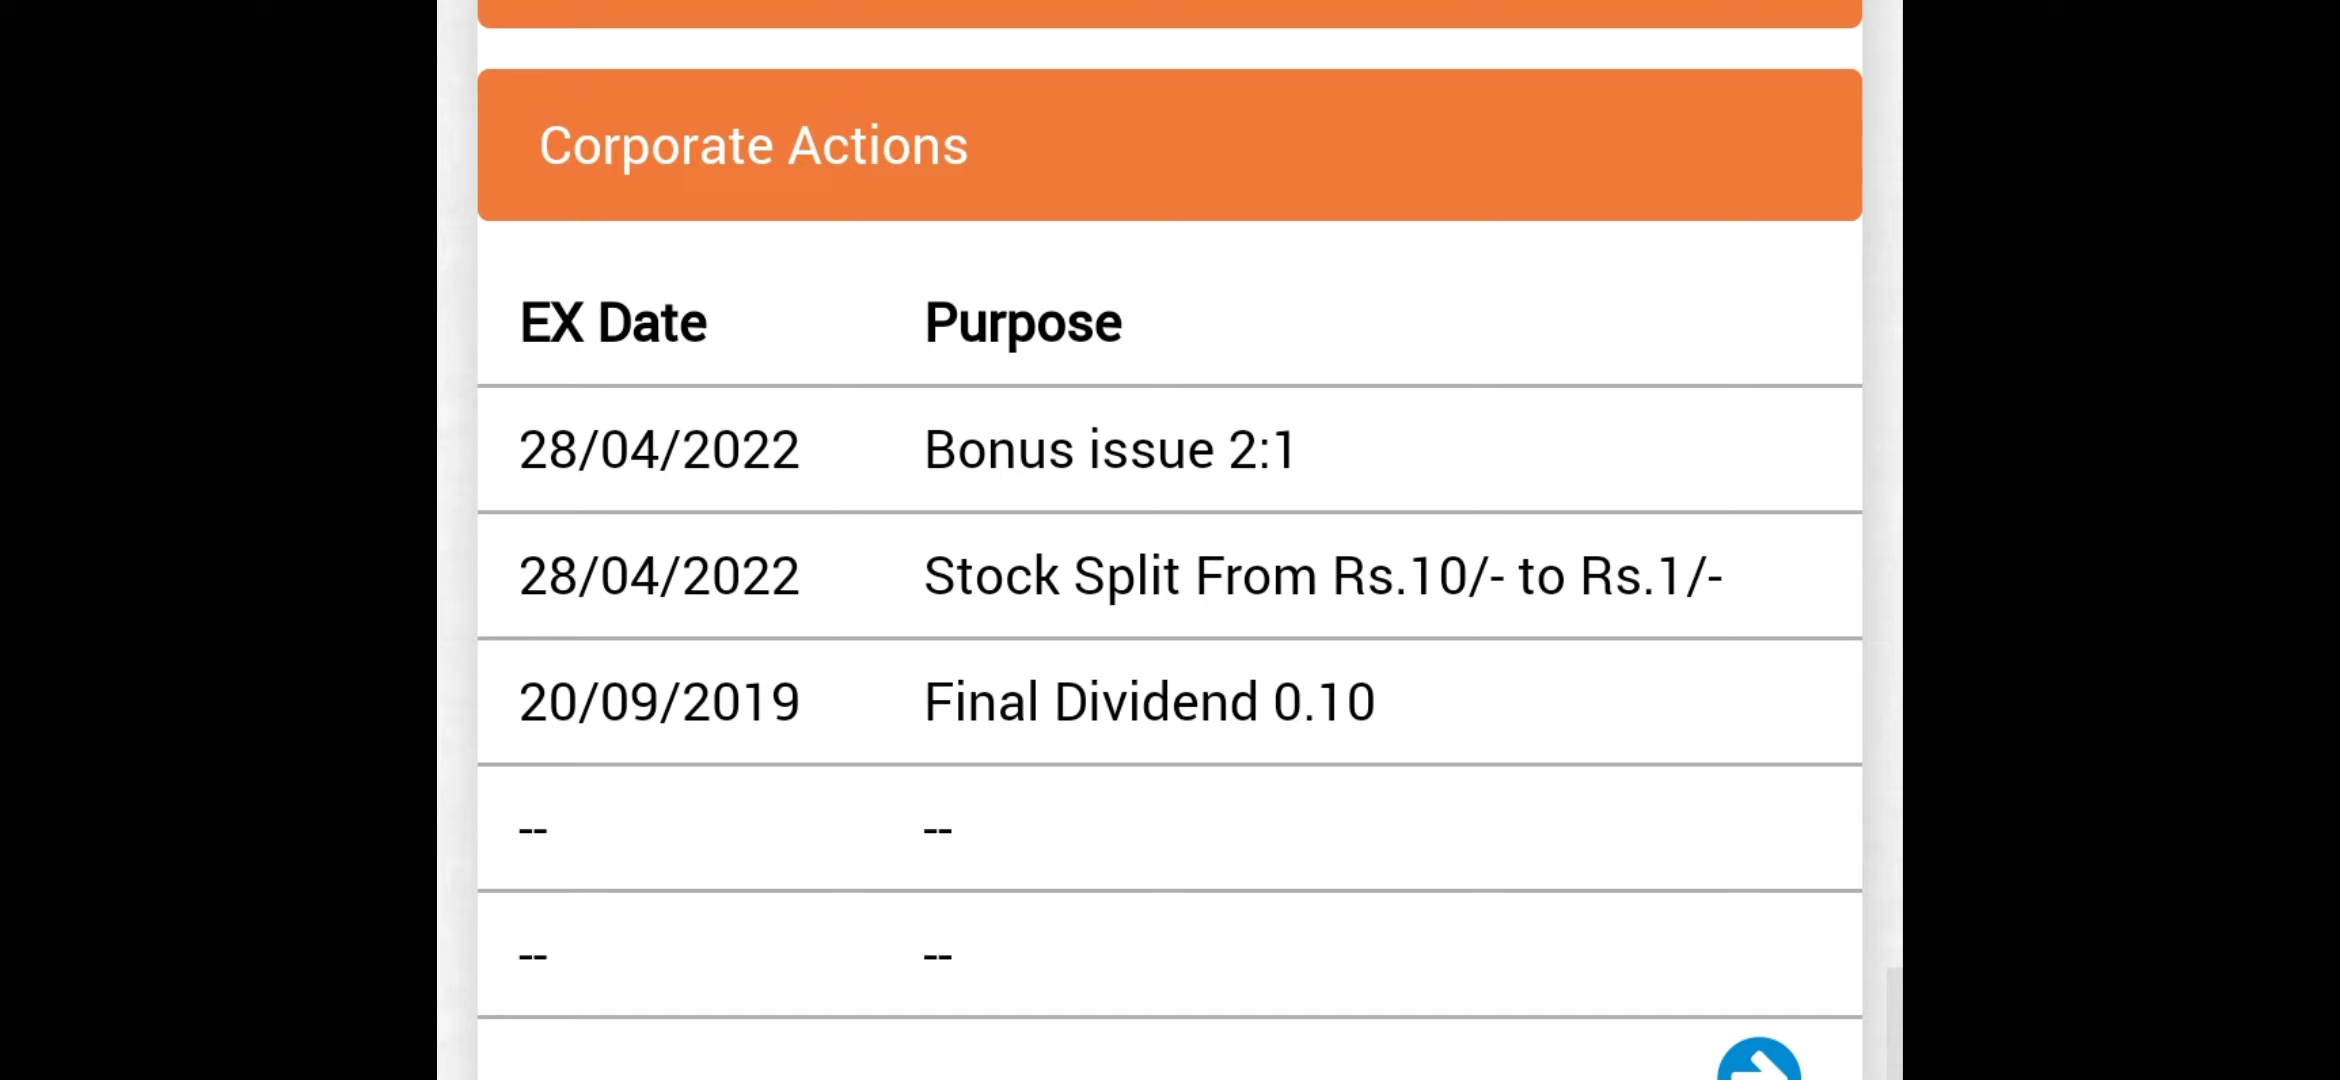 Corporate Actions
EX Date Purpose
28/04/2022 Bonus issue 2:1
28/04/2022 Stock Split From Rs.10/- to Rs.1/-
20/09/2019 Final Dividend 0.10
-- --
-- --